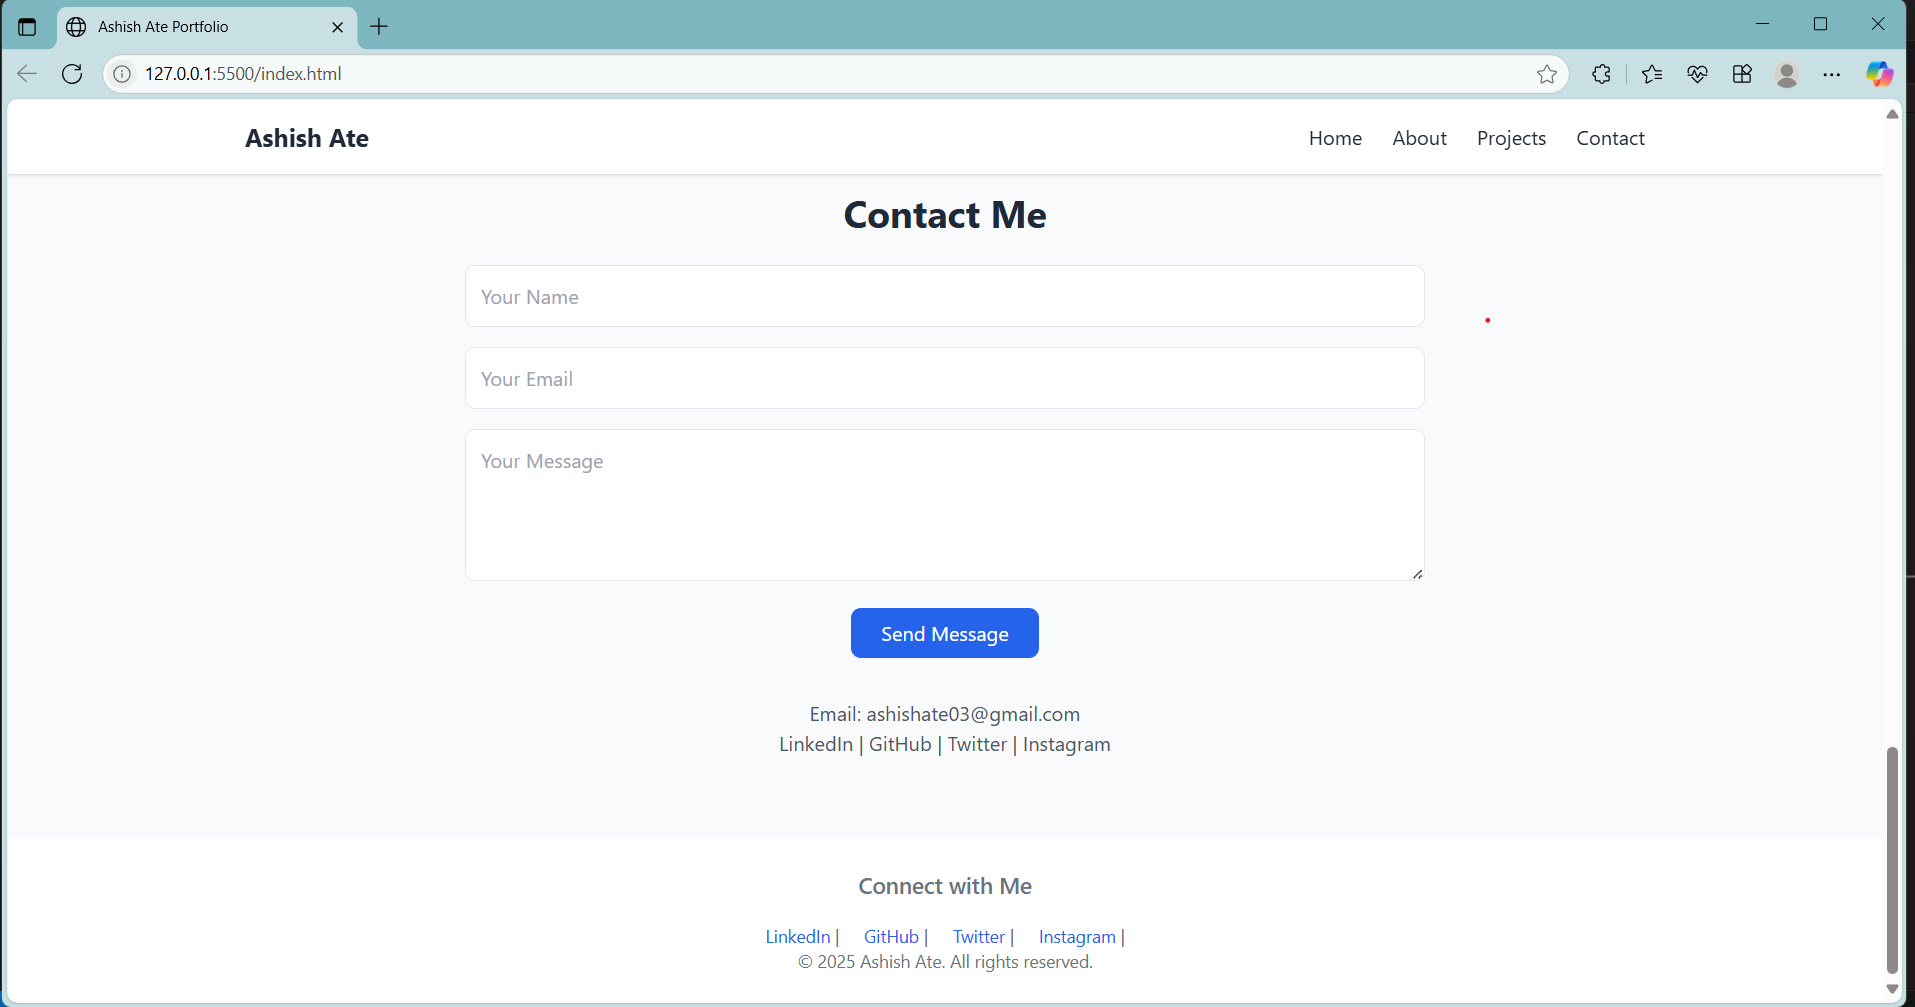 Ashish Ate Portfolio
127.0.0.1:5500/index.html
Ashish Ate
Home About Projects Contact
Contact Me
Your Name
Your Email
Your Message
Send Message
Email: ashishate03@gmail.com
LinkedIn | GitHub | Twitter | Instagram
Connect with Me
LinkedIn | GitHub | Twitter | Instagram |
© 2025 Ashish Ate. All rights reserved.